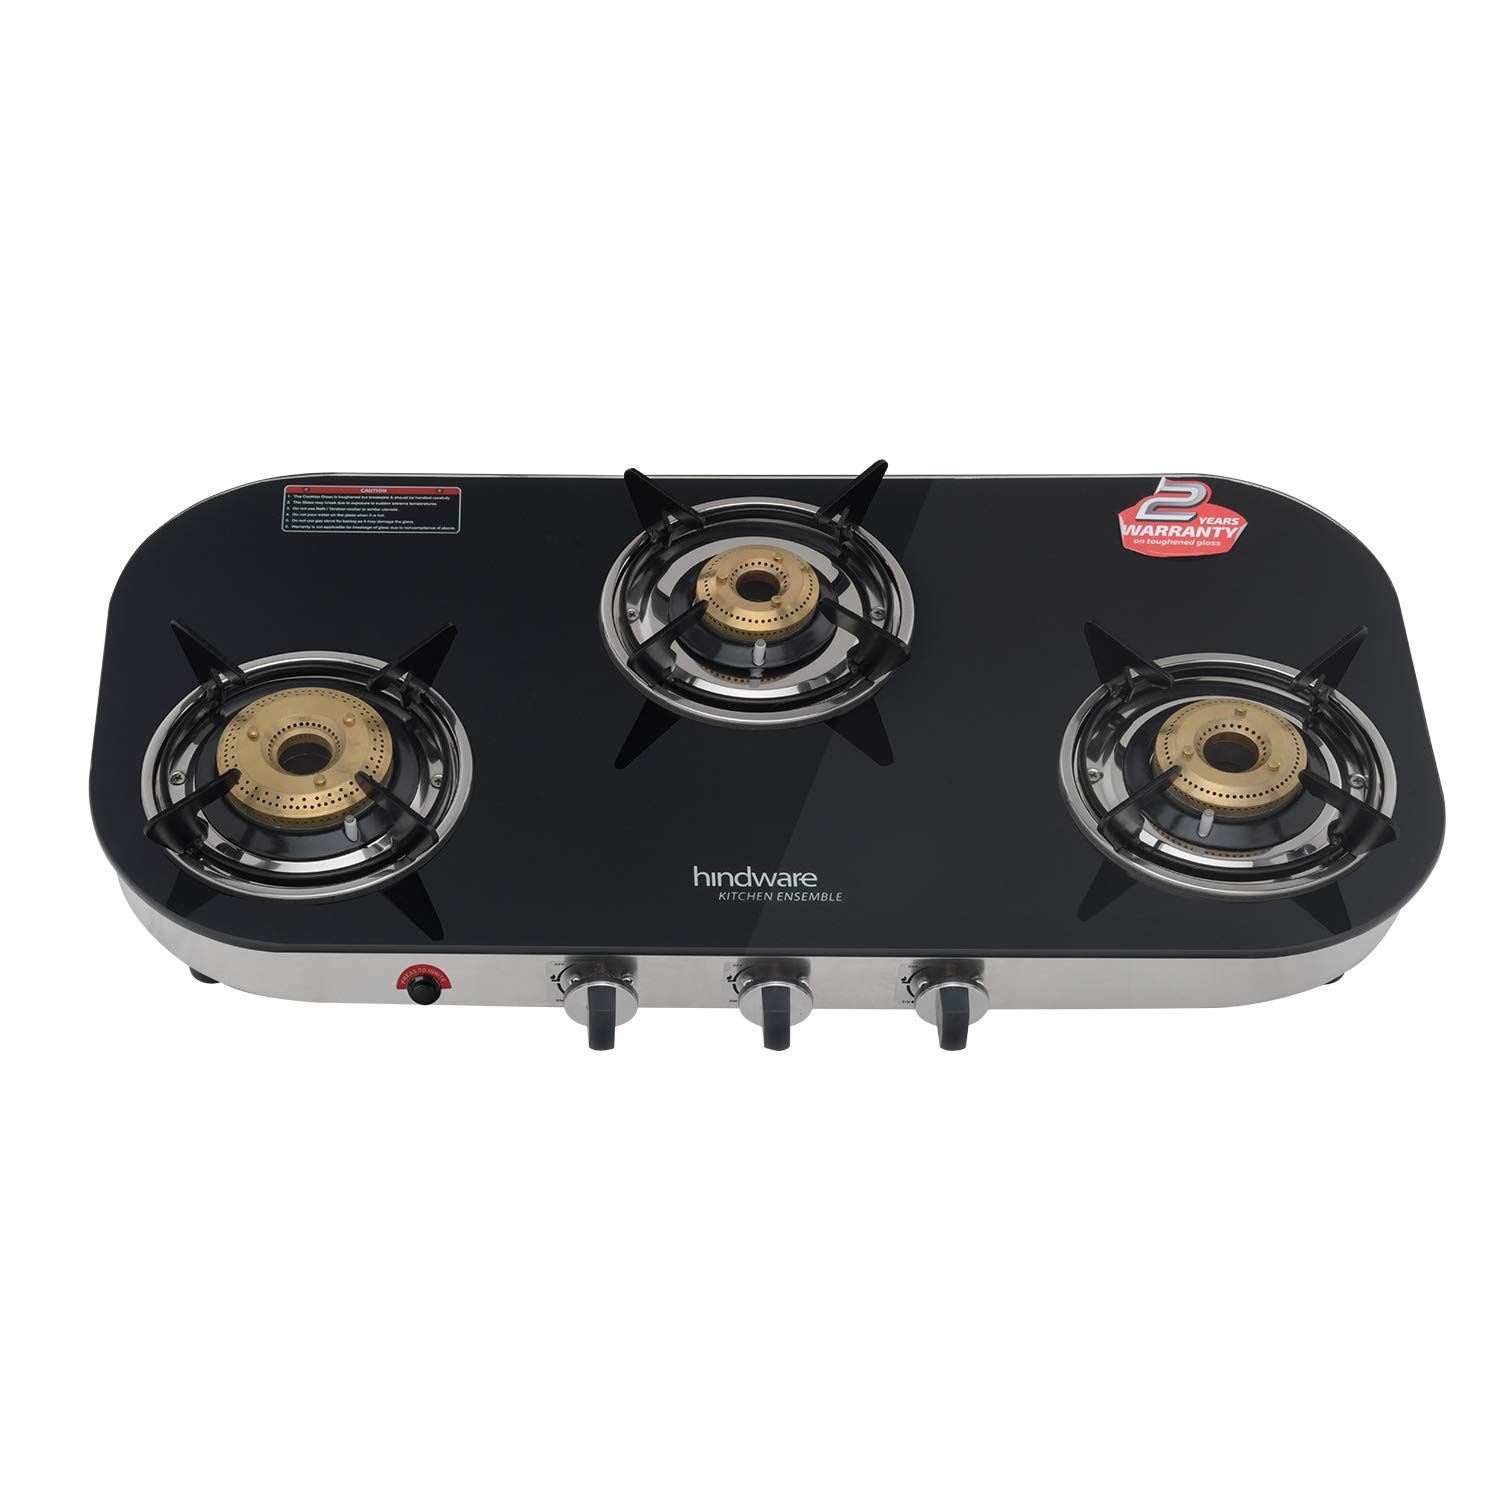 CAUTION
1. The Cooktop Glass is toughened but breakable & should be handled carefully.
2. The Glass may break due to exposure to sudden extreme temperatures.
3. Do not use Batti / Tandoor cooker or similar utensils.
4. Do not pour water on the glass when it is hot.
5. Do not use gas stove for baking as it may damage the glass.
6. Warranty is not applicable for breakage of glass due to noncompliance of above.
2
YEARS
WARRANTY
on toughened glass
hindware
KITCHEN ENSEMBLE
PRESS TO IGNITE
OFF
OFF
OFF